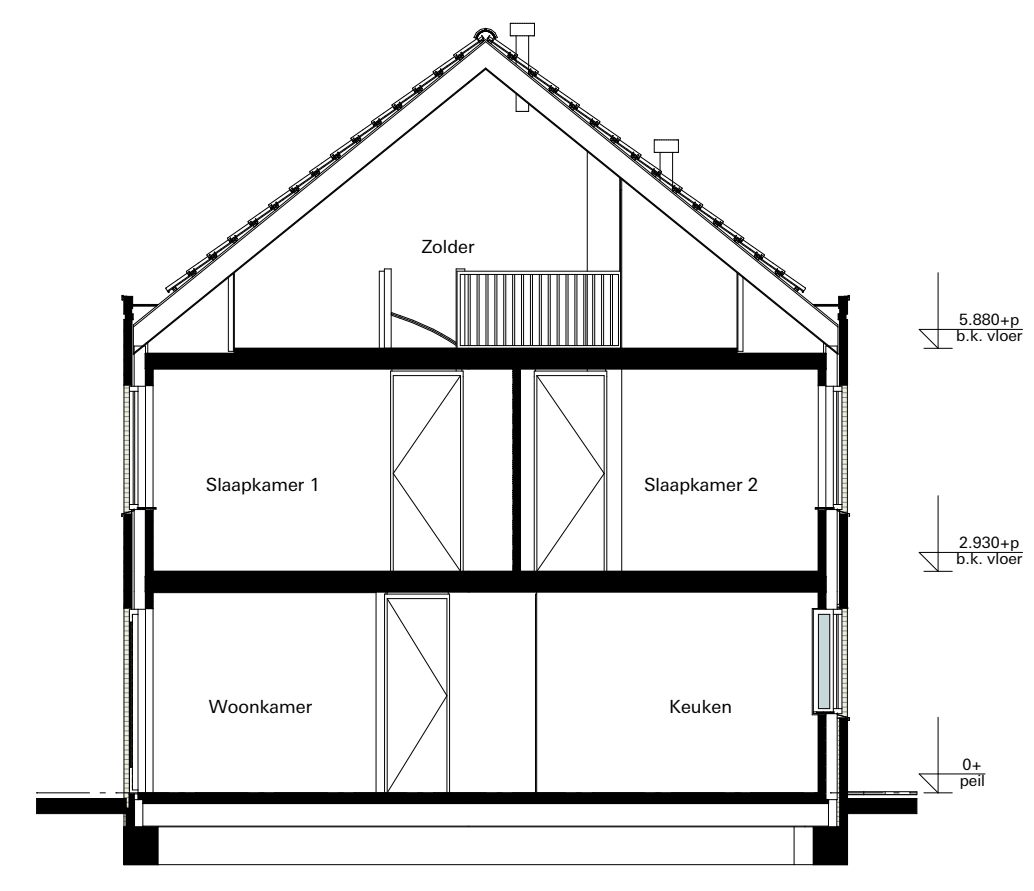 Zolder
5.880+p
b.k. vloer
Slaapkamer 1
Slaapkamer 2
2.930+p
b.k. vloer
Woonkamer
Keuken
0+
peil